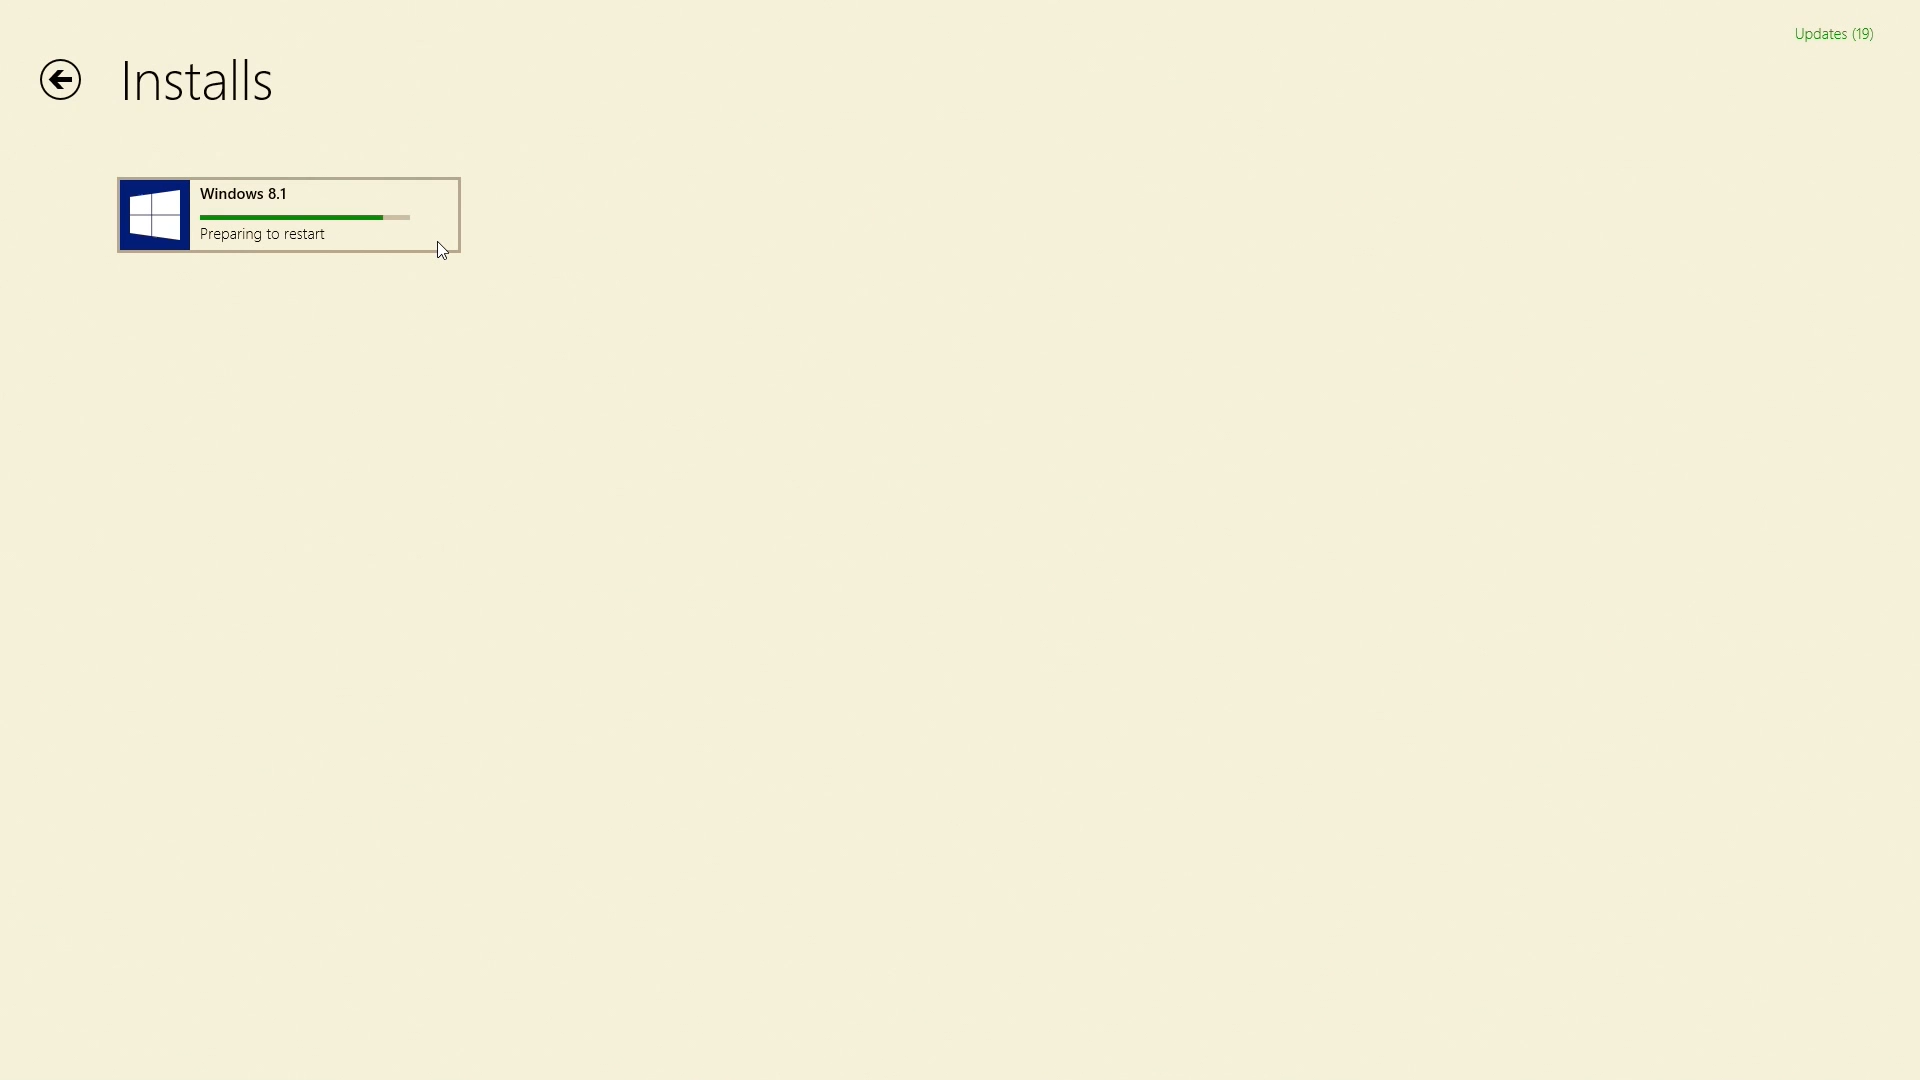 Updates (19)
Installs
Windows 8.1
Preparing to restart